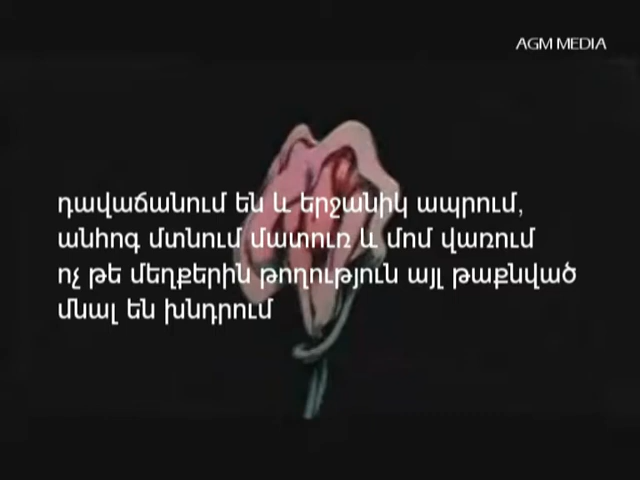 AGM MEDIA
դավաճանում են և երջանիկ ապրում,
անհոգ մտնում մատուռ և մոմ վառում
ոչ թե մեղքերին թողություն այլ թաքնված
մնալ են խնդրում